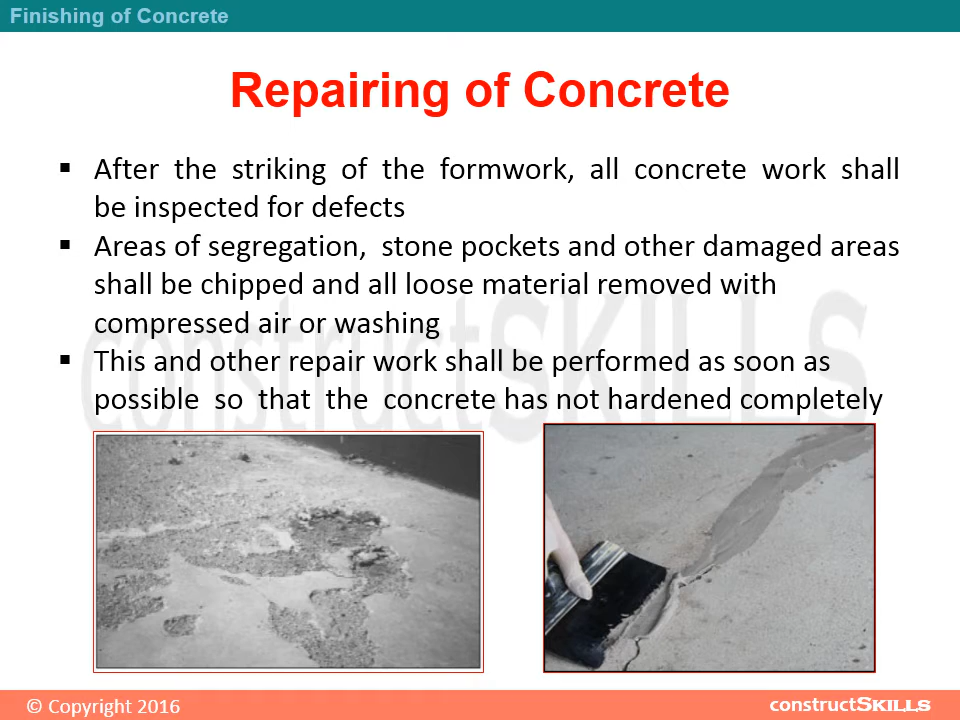 Finishing of Concrete
Repairing of Concrete
▪ After the striking of the formwork, all concrete work shall
be inspected for defects
▪ Areas of segregation, stone pockets and other damaged areas
shall be chipped and all loose material removed with
compressed air or washing
▪ This and other repair work shall be performed as soon as
possible so that the concrete has not hardened completely
constructSKILLS
© Copyright 2016
constructSKILLS